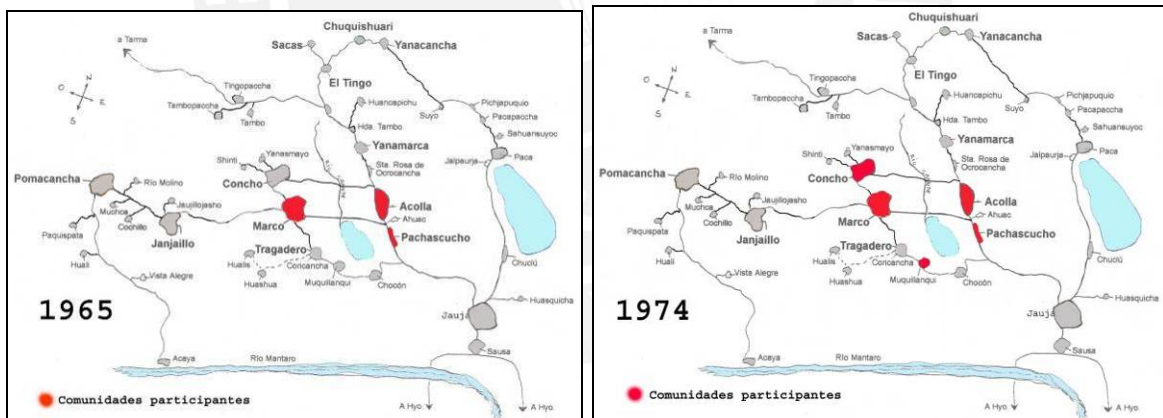 Chuquishuari
Sacas
Yanacancha
a Tarma
El Tingo
N
O
E
S
Tingopaccha
Huancapichu
Tambopaccha
Tambo
Suyo
Pichjapuquio
Pacapaccha
Hda. Tambo
Sahuansuyoc
Yanamarca
Yanasmayo
Shinti
Sta. Rosa de
Ocrocancha
Jalpaurja
Paca
Pomacancha
Río Molino
Concho
Muchca
Jaujillojasho
Acolla
Cochillo
Marco
Ahuac
Paquispata
Janjaillo
Pachascucho
Tragadero
Huali
Hualis
Coricancha
Chuclú
Vista Alegre
Huashua
Muquillanqui
Chocón
Huasquicha
1965
Jauja
Sausa
Acaya
Río Mantaro
Comunidades participantes
A Hyo
A Hyo.
Chuquishuari
Sacas
Yanacancha
a Tarma
El Tingo
N
O
E
S
Tingopaccha
Huancapichu
Tambopaccha
Tambo
Suyo
Pichjapuquio
Pacapaccha
Hda. Tambo
Sahuansuyoc
Yanamarca
Yanasmayo
Shinti
Sta. Rosa de
Ocorocancha
Jalpaurja
Paca
Pomacancha
Río Molino
Concho
Muchca
Jaujillojasho
Acolla
Cochillo
Marco
Ahuac
Paquispata
Janjaillo
Pachascucho
Tragadero
Huali
Hualis
Coricancha
Chuclú
Vista Alegre
Huashua
Muquillanqui
Chocón
Huasquicha
1974
Jauja
Sausa
Acaya
Río Mantaro
Comunidades participantes
A Hyo
A Hyo.